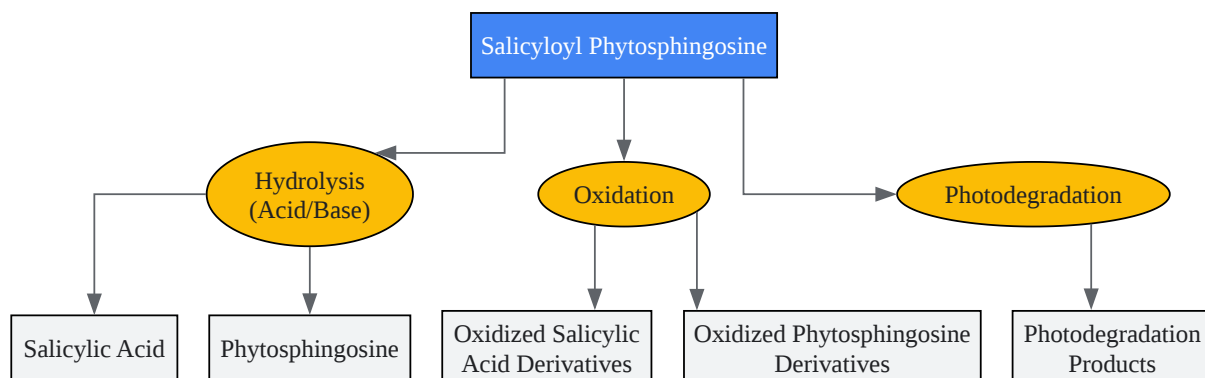 Salicyloyl Phytosphingosine
Hydrolysis
(Acid/Base)
Oxidation
Photodegradation
Salicylic Acid
Phytosphingosine
Oxidized Salicylic
Acid Derivatives
Oxidized Phytosphingosine
Derivatives
Photodegradation
Products